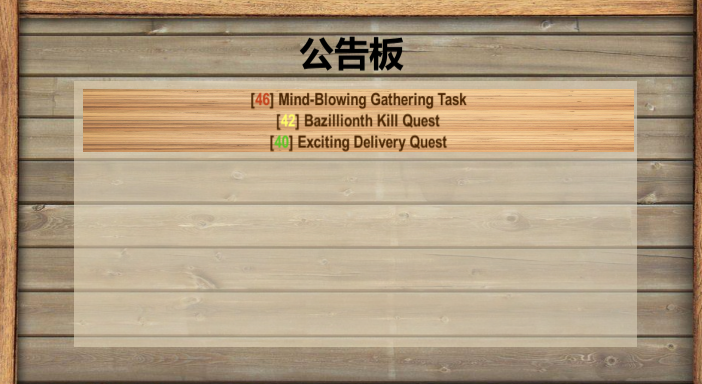 公告板
[46] Mind-Blowing Gathering Task
[42] Bazillionth Kill Quest
[40] Exciting Delivery Quest